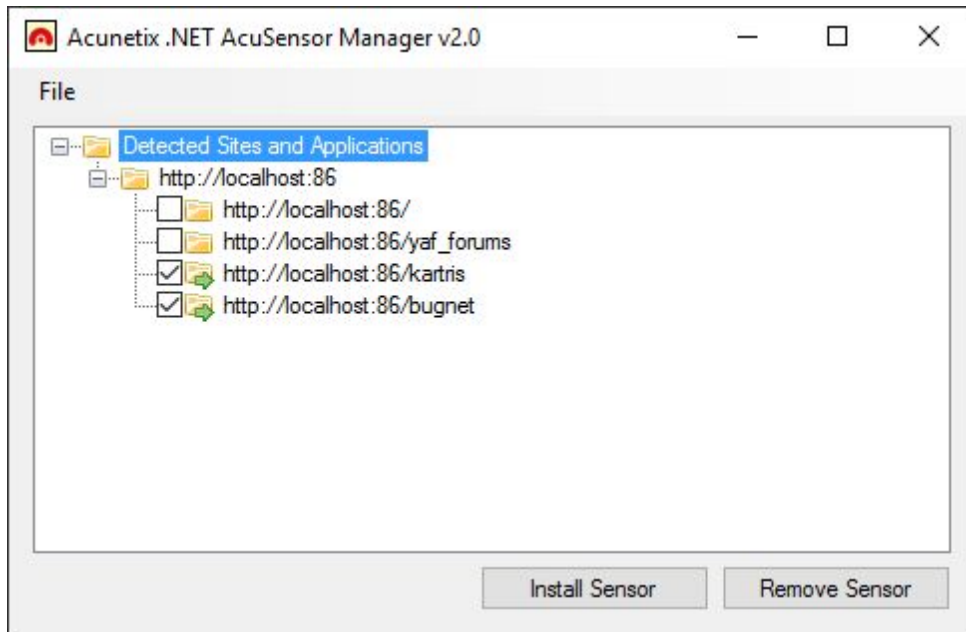 Acunetix .NET AcuSensor Manager v2.0
File
Detected Sites and Applications
http://localhost:86
http://localhost:86/
http://localhost:86/yaf_forums
http://localhost:86/kartris
http://localhost:86/bugnet
Install Sensor Remove Sensor